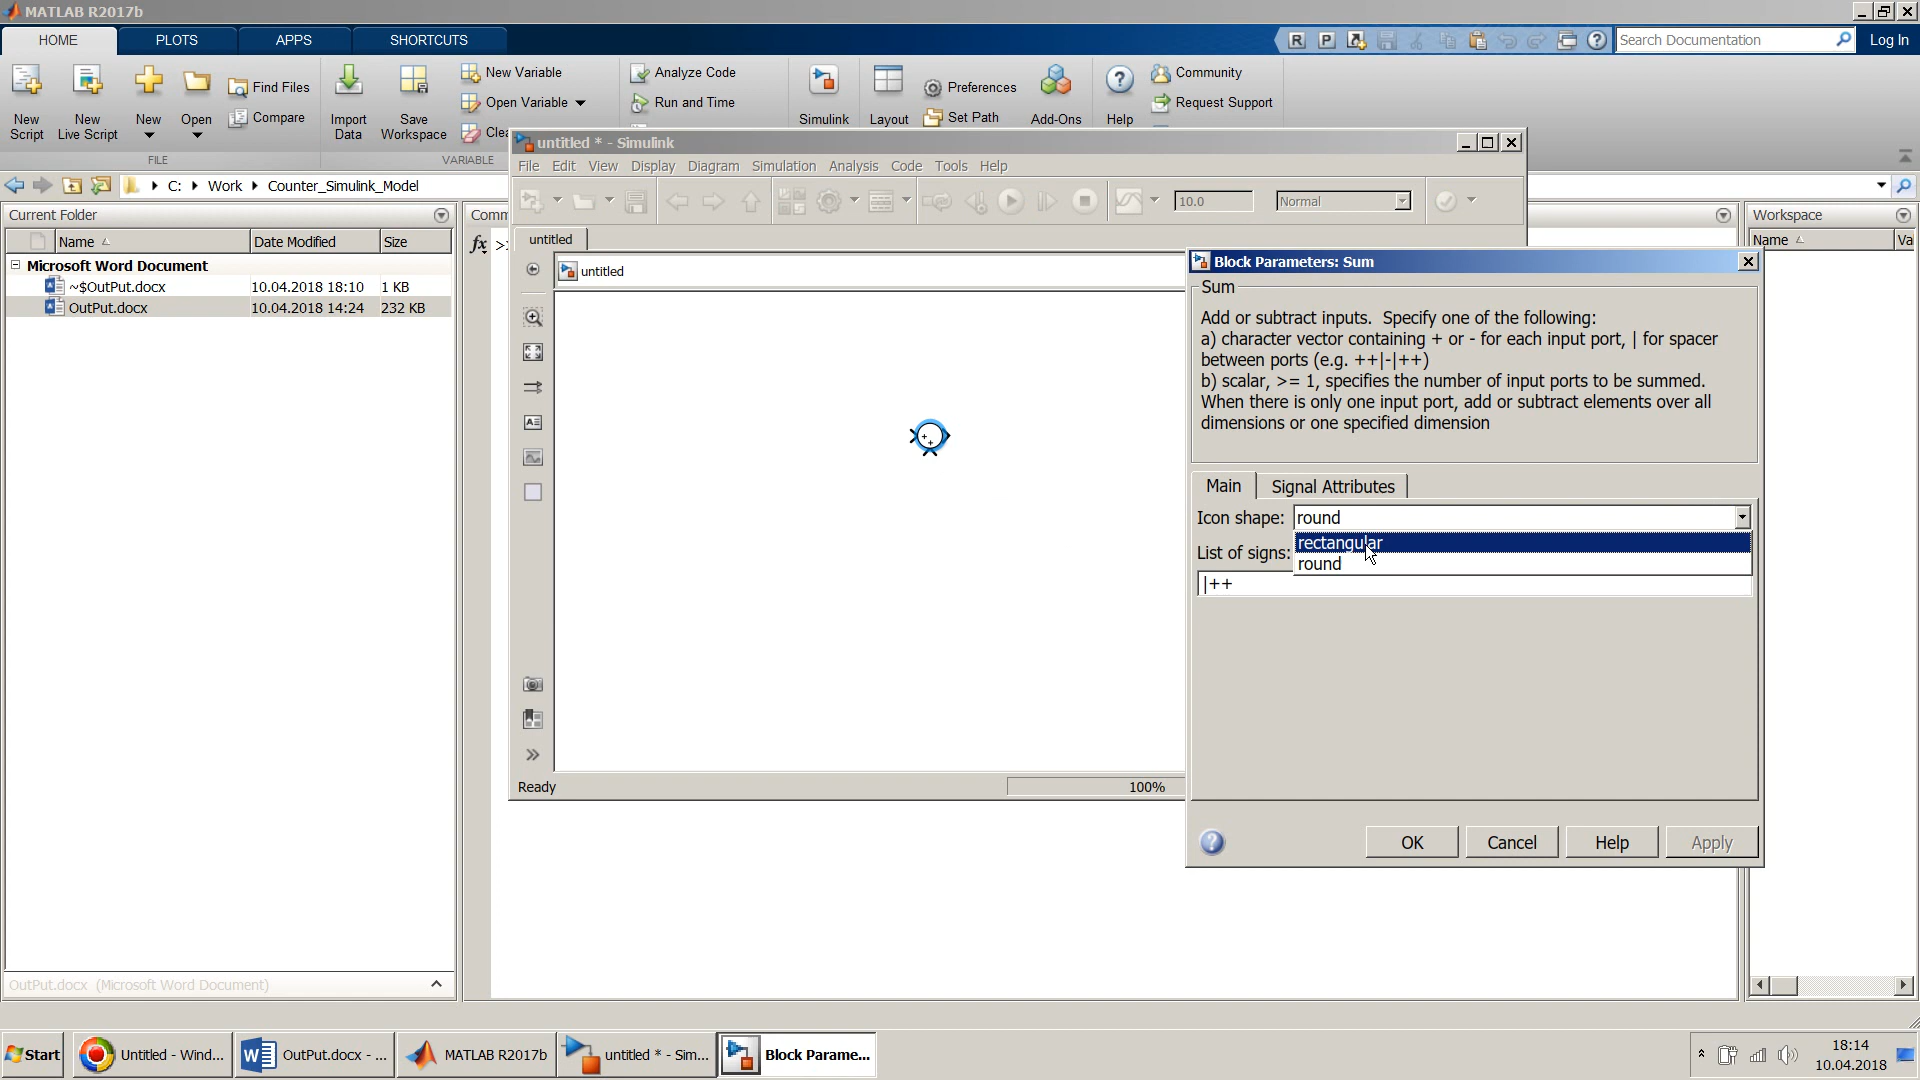 MATLAB R2017b
HOME
PLOTS
APPS
SHORTCUTS
Search Documentation
Log In
New Script
New Live Script
New
Open
Find Files
Compare
Import Data
Save Workspace
New Variable
Open Variable
Clea
Analyze Code
Run and Time
Simulink
Layout
Preferences
Set Path
Add-Ons
Help
Community
Request Support
FILE
VARIABLE
C:
Work
Counter_Simulink_Model
Current Folder
Name
Date Modified
Size
Microsoft Word Document
~$OutPut.docx 10.04.2018 18:10 1 KB
OutPut.docx 10.04.2018 14:24 232 KB
OutPut.docx (Microsoft Word Document)
Comm
fx
untitled * - Simulink
File Edit View Display Diagram Simulation Analysis Code Tools Help
10.0
Normal
untitled
untitled
Ready
100%
Block Parameters: Sum
Sum
Add or subtract inputs. Specify one of the following:
a) character vector containing + or - for each input port, | for spacer
between ports (e.g. ++|-|++)
b) scalar, >= 1, specifies the number of input ports to be summed.
When there is only one input port, add or subtract elements over all
dimensions or one specified dimension
Main
Signal Attributes
Icon shape: round
rectangular
round
List of signs:
|++
OK
Cancel
Help
Apply
Workspace
Name
Va
Start
Untitled - Wind...
OutPut.docx - ...
MATLAB R2017b
untitled * - Sim...
Block Parame...
18:14
10.04.2018